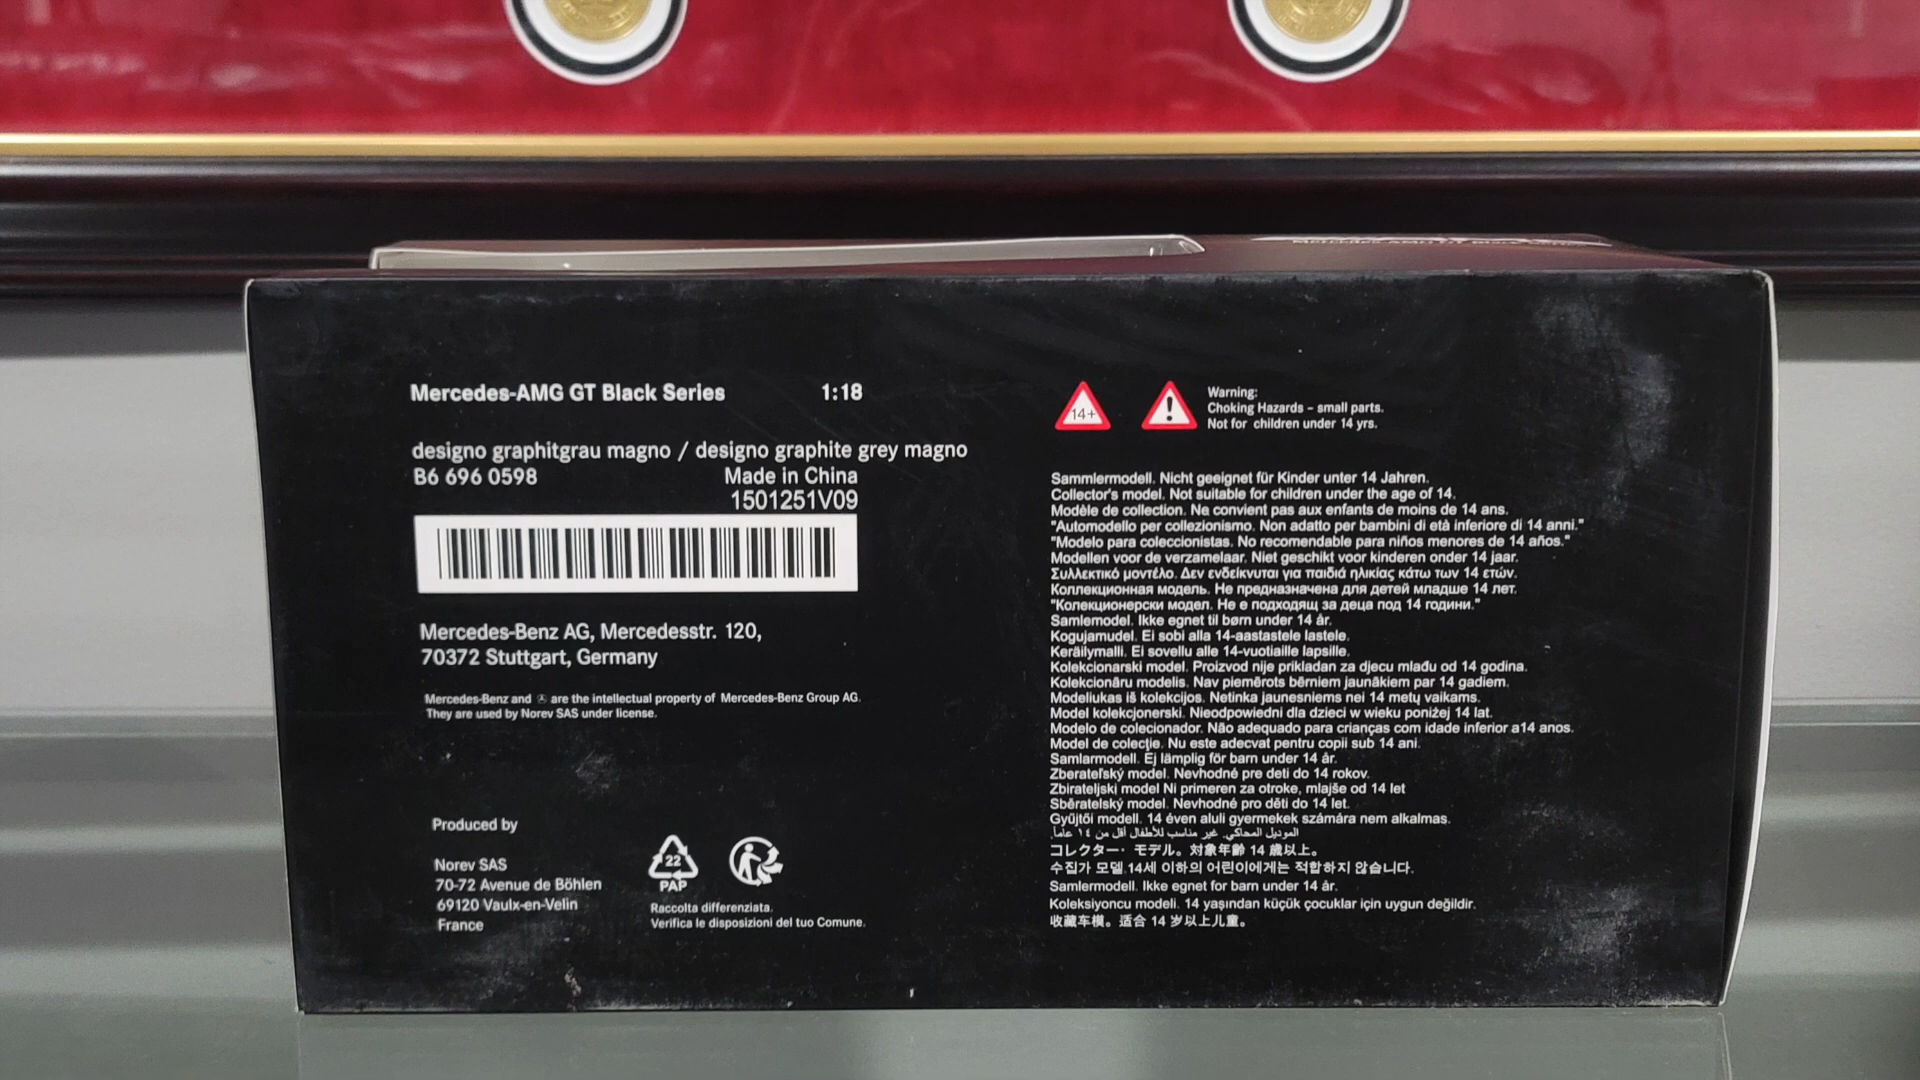 Mercedes-AMG GT Black Series 1:18
designo graphitgrau magno / designo graphite grey magno
B6 696 0598 Made in China
1501251V09
Mercedes-Benz AG, Mercedesstr. 120,
70372 Stuttgart, Germany
Mercedes-Benz and are the intellectual property of Mercedes-Benz Group AG.
They are used by Norev SAS under license.
Produced by
Norev SAS
70-72 Avenue de Böhlen
69120 Vaulx-en-Velin
France
22
PAP
Raccolta differenziata.
Verifica le disposizioni del tuo Comune.
14+
Warning:
Choking Hazards - small parts.
Not for children under 14 yrs.
Sammlermodell. Nicht geeignet für Kinder unter 14 Jahren.
Collector's model. Not suitable for children under the age of 14.
Modèle de collection. Ne convient pas aux enfants de moins de 14 ans.
"Automodello per collezionismo. Non adatto per bambini di età inferiore di 14 anni."
"Modelo para coleccionistas. No recomendable para niños menores de 14 años."
Modellen voor de verzamelaar. Niet geschikt voor kinderen onder 14 jaar.
Συλλεκτικό μοντέλο. Δεν ενδείκνυται για παιδιά ηλικίας κάτω των 14 ετών.
Коллекционная модель. Не предназначена для детей младше 14 лет.
"Колекционерски модел. Не е подходящ за деца под 14 години."
Samlemodel. Ikke egnet til børn under 14 år.
Kogujamudel. Ei sobi alla 14-aastastele lastele.
Keräilymalli. Ei sovellu alle 14-vuotiaille lapsille.
Kolekcionarski model. Proizvod nije prikladan za djecu mlađu od 14 godina.
Kolekcionāru modelis. Nav piemērots bērniem jaunākiem par 14 gadiem.
Modeliukas iš kolekcijos. Netinka jaunesniems nei 14 metų vaikams.
Model kolekcjonerski. Nieodpowiedni dla dzieci w wieku poniżej 14 lat.
Modelo de colecionador. Não adequado para crianças com idade inferior a14 anos.
Model de colecție. Nu este adecvat pentru copii sub 14 ani.
Samlarmodell. Ej lämplig för barn under 14 år.
Zberateľský model. Nevhodné pre deti do 14 rokov.
Zbirateljski model Ni primeren za otroke, mlajše od 14 let
Sběratelský model. Nevhodné pro děti do 14 let.
Gyűjtői modell. 14 éven aluli gyermekek számára nem alkalmas.
الموديل المحاكي. غير مناسب للأطفال أقل من ١٤ عاماً.
コレクター・モデル。対象年齢 14 歳以上。
수집가 모델 14세 이하의 어린이에게는 적합하지 않습니다.
Samlermodell. Ikke egnet for barn under 14 år.
Koleksiyoncu modeli. 14 yaşından küçük çocuklar için uygun değildir.
收藏车模。适合 14 岁以上儿童。